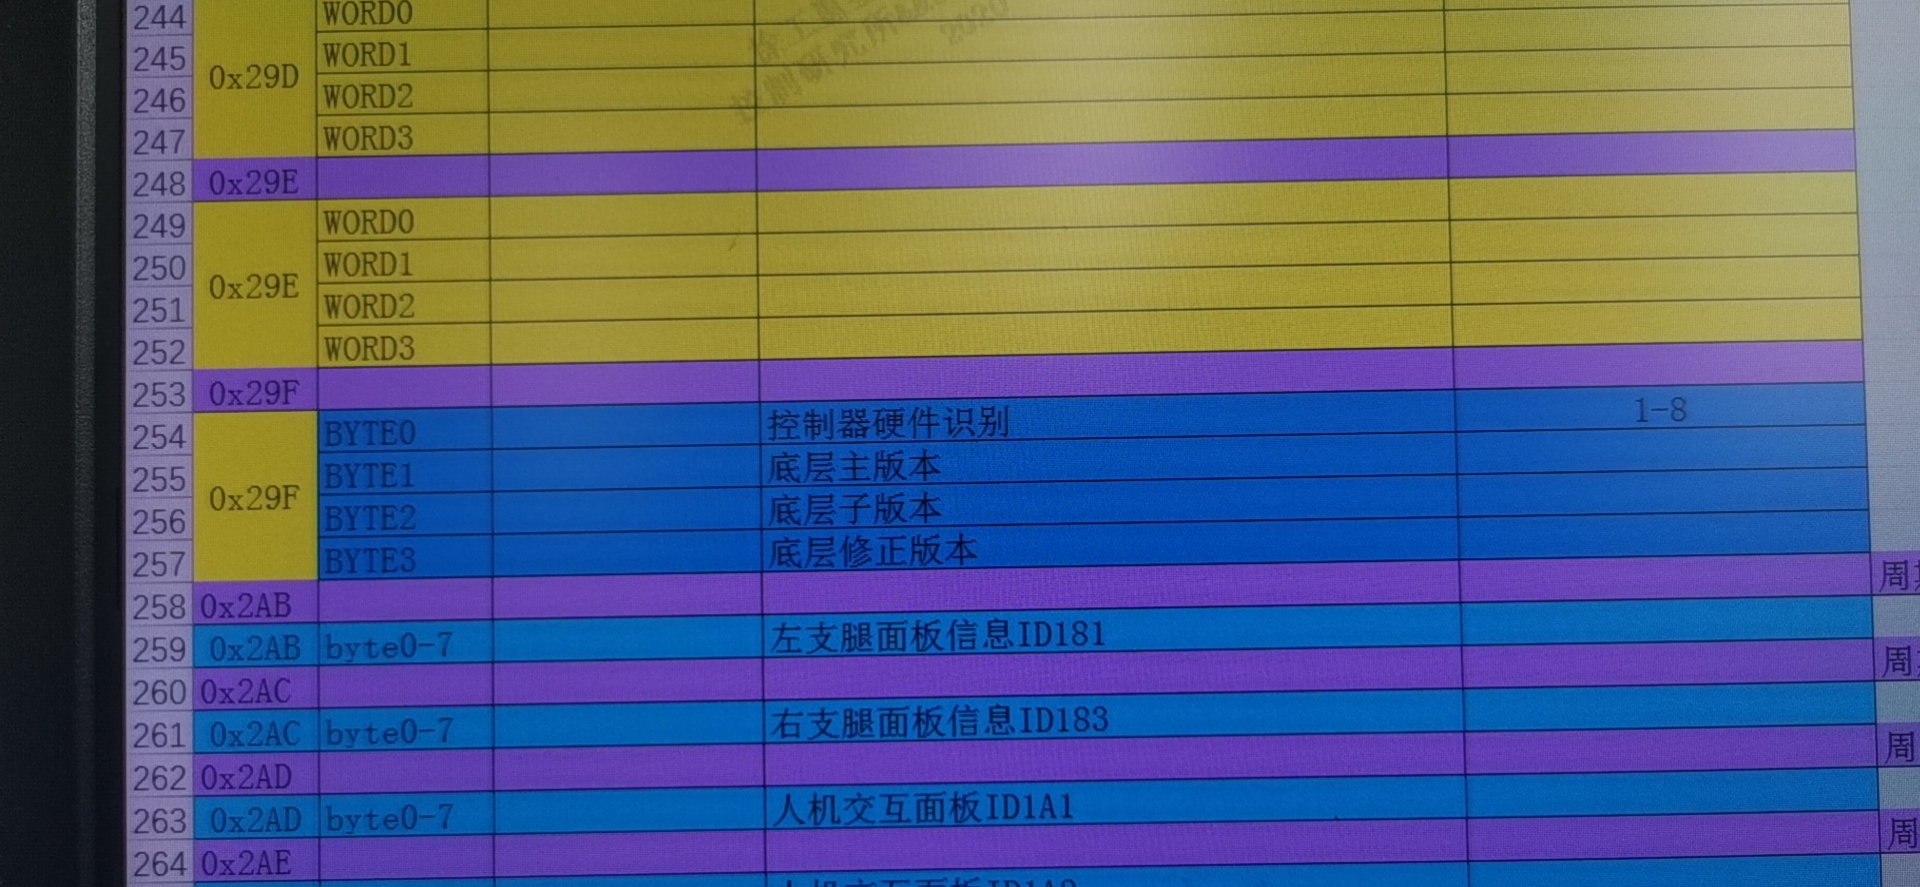 244 WORD0
245 0x29D WORD1
246 WORD2
247 WORD3
248 0x29E
249 WORD0
250 0x29E WORD1
251 WORD2
252 WORD3
253 0x29F
254 BYTE0 控制器硬件识别 1-8
255 0x29F BYTE1 底层主版本
256 BYTE2 底层子版本
257 BYTE3 底层修正版本
258 0x2AB 周
259 0x2AB byte0-7 左支腿面板信息ID181
260 0x2AC 周
261 0x2AC byte0-7 右支腿面板信息ID183
262 0x2AD 周
263 0x2AD byte0-7 人机交互面板ID1A1
264 0x2AE 周
控制研究所
2020